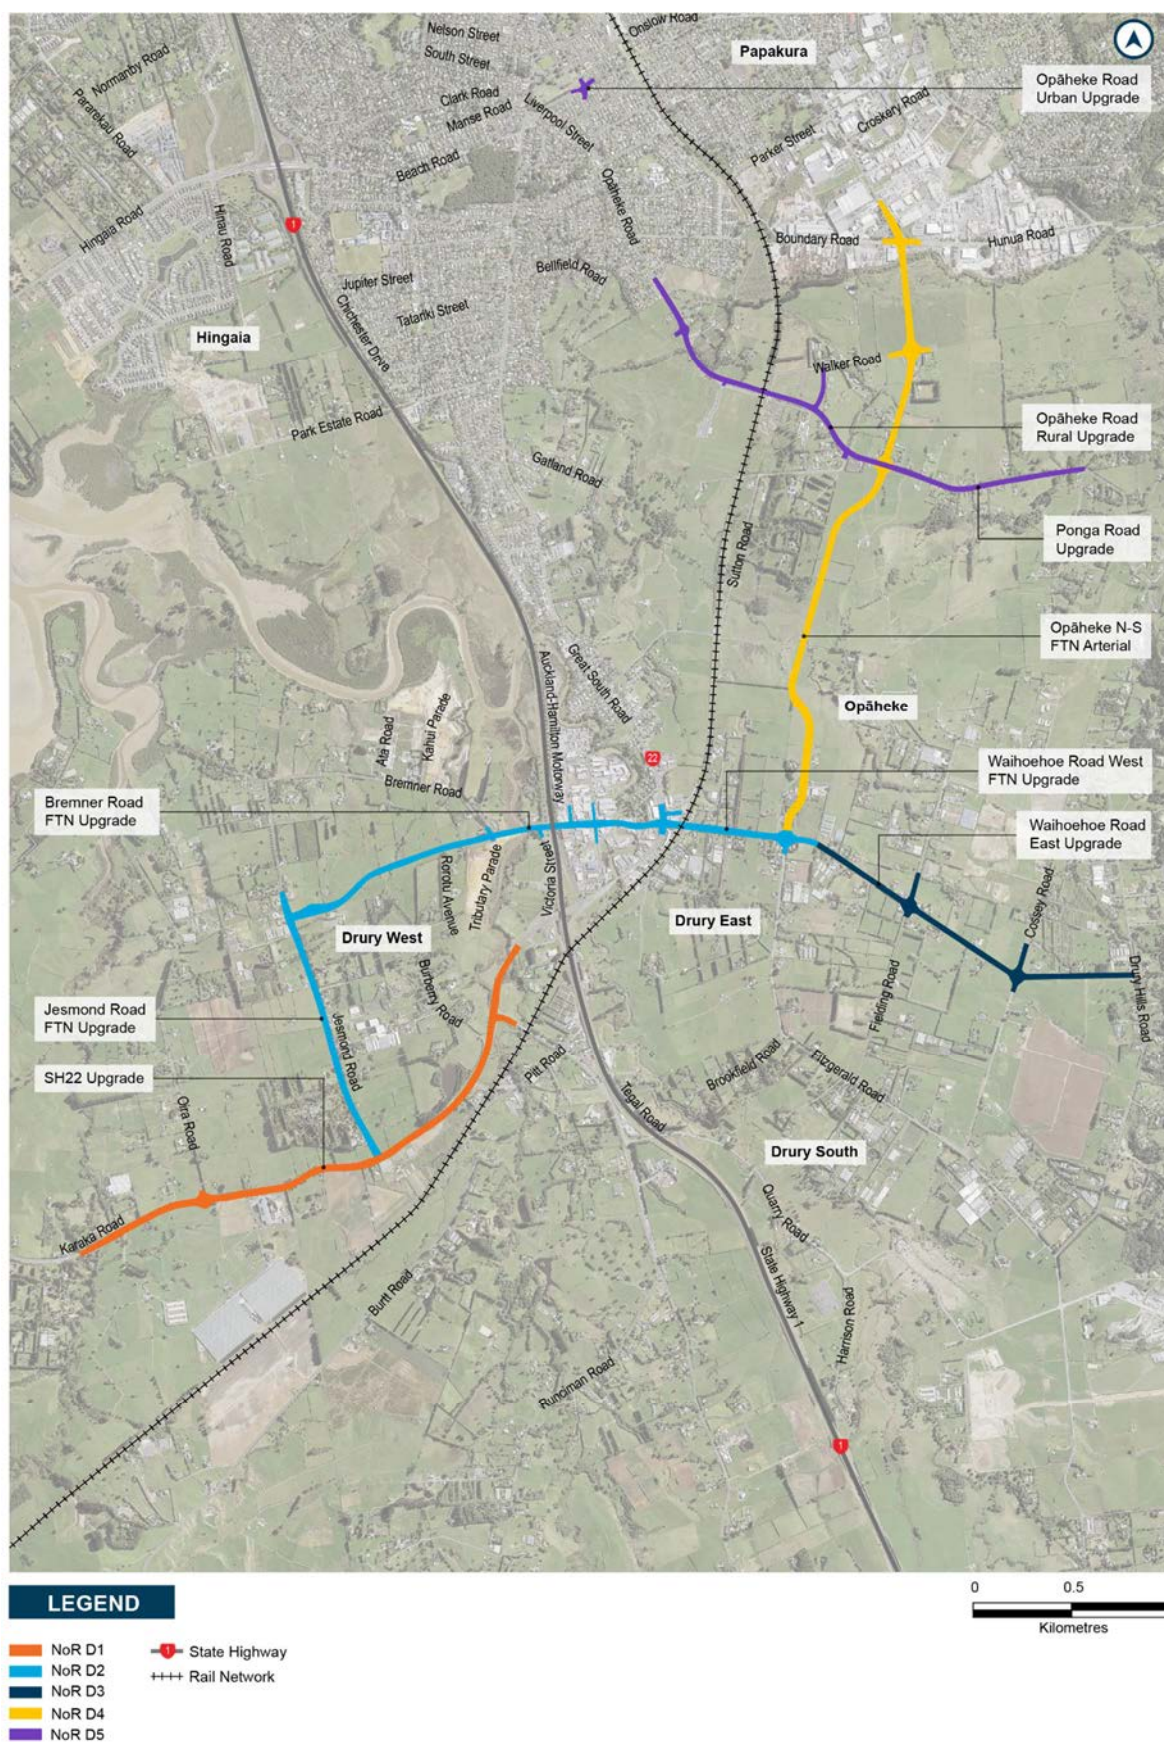 Onslow Road
Nelson Street
South Street
Papakura
Normanby Road
Pararekau Road
Clark Road
Manse Road
Liverpool Street
Croskery Road
Opāheke Road
Urban Upgrade
Parker Street
Beach Road
Opāheke Road
Hingaia Road
Hinau Road
1
Boundary Road
Hunua Road
Bellfield Road
Jupiter Street
Tatariki Street
Chichester Drive
Hingaia
Walker Road
Park Estate Road
Opāheke Road
Rural Upgrade
Gatland Road
Sutton Road
Ponga Road
Upgrade
Opāheke N-S
FTN Arterial
Great South Road
Auckland-Hamilton Motorway
Opāheke
Ata Road
Kahui Parade
22
Bremner Road
Waihoehoe Road West
FTN Upgrade
Bremner Road
FTN Upgrade
Waihoehoe Road
East Upgrade
Rorotu Avenue
Tributary Parade
Victoria Street
Cossey Road
Drury West
Drury East
Burberry Road
Fielding Road
Drury Hills Road
Jesmond Road
FTN Upgrade
Jesmond Road
Pitt Road
Brookfield Road
Fitzgerald Road
SH22 Upgrade
Oira Road
Tegal Road
Drury South
Karaka Road
Quarry Road
Burtt Road
State Highway 1
Harrison Road
Runciman Road
1
LEGEND
NoR D1
NoR D2
NoR D3
NoR D4
NoR D5
1 State Highway
Rail Network
0 0.5
Kilometres